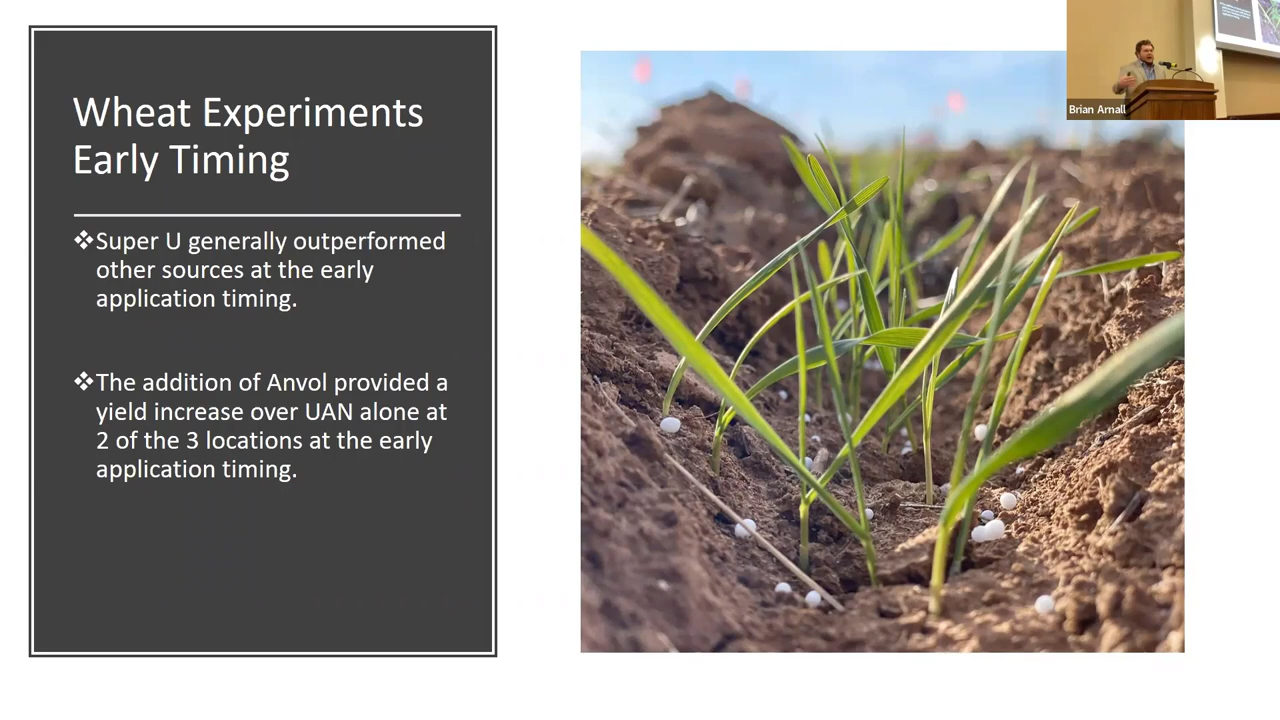 Wheat Experiments
Early Timing
❖Super U generally outperformed
other sources at the early
application timing.
❖The addition of Anvol provided a
yield increase over UAN alone at
2 of the 3 locations at the early
application timing.
Brian Arnall